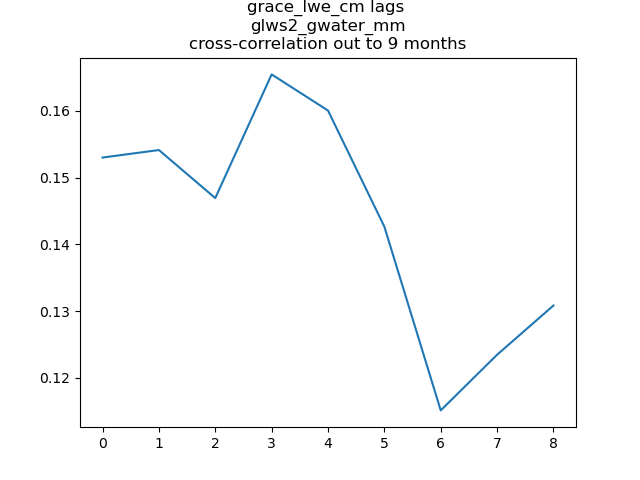 grace_lwe_cm lags
glws2_gwater_mm
cross-correlation out to 9 months
0.16
0.15
0.14
0.13
0.12
0 1 2 3 4 5 6 7 8